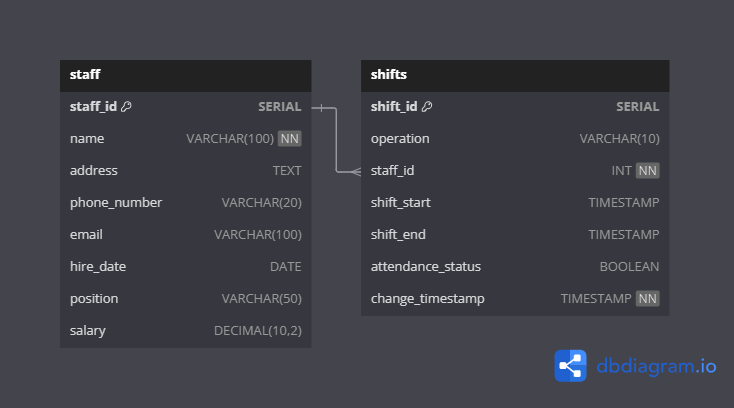 staff
staff_id SERIAL
name VARCHAR(100) NN
address TEXT
phone_number VARCHAR(20)
email VARCHAR(100)
hire_date DATE
position VARCHAR(50)
salary DECIMAL(10,2)
shifts
shift_id SERIAL
operation VARCHAR(10)
staff_id INT NN
shift_start TIMESTAMP
shift_end TIMESTAMP
attendance_status BOOLEAN
change_timestamp TIMESTAMP NN
dbdiagram.io